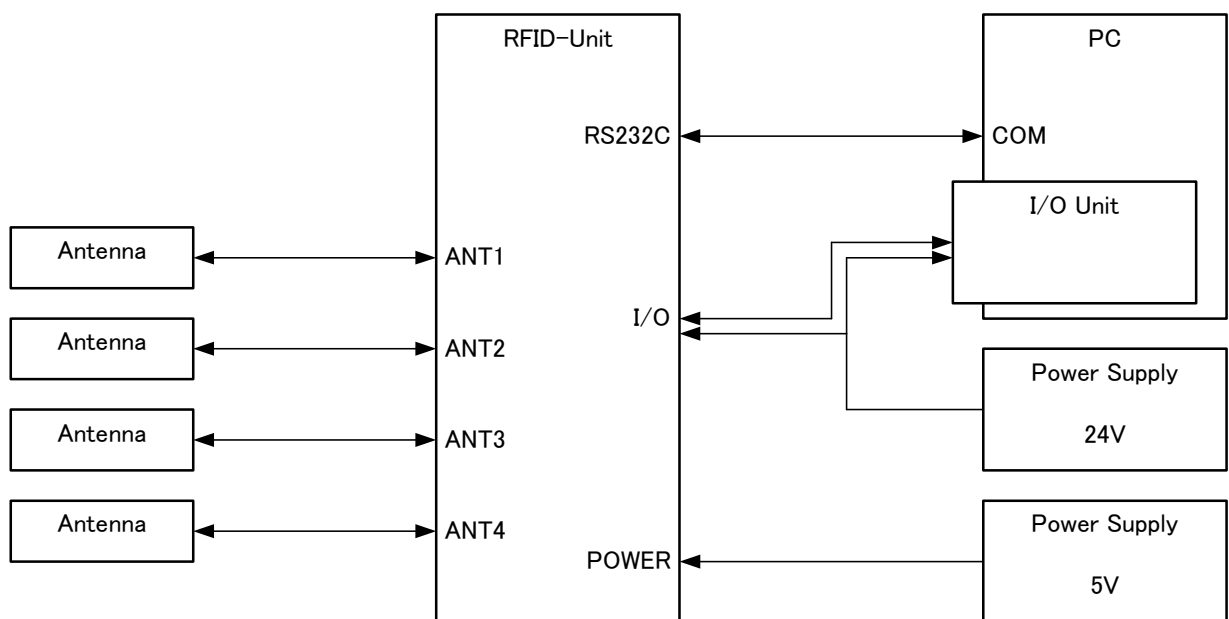 RFID-Unit
PC
RS232C
COM
I/O Unit
Antenna
ANT1
I/O
Antenna
ANT2
Power Supply
24V
Antenna
ANT3
Antenna
ANT4
Power Supply
5V
POWER